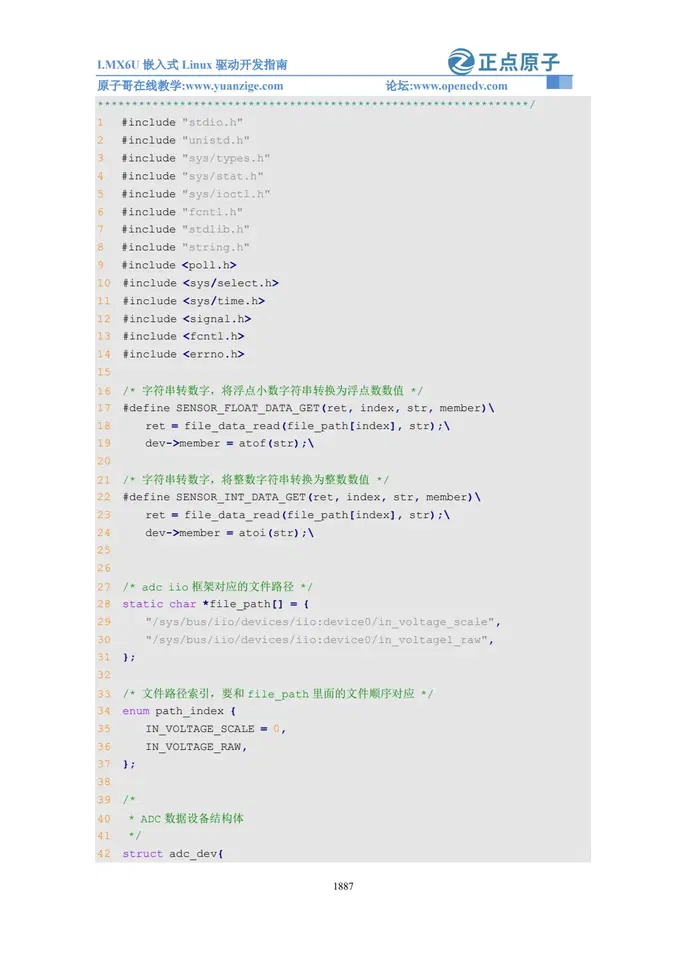 I.MX6U 嵌入式 Linux 驱动开发指南
正点原子
原子哥在线教学:www.yuanzige.com 论坛:www.openedv.com
***************************************************************/
1 #include "stdio.h"
2 #include "unistd.h"
3 #include "sys/types.h"
4 #include "sys/stat.h"
5 #include "sys/ioctl.h"
6 #include "fcntl.h"
7 #include "stdlib.h"
8 #include "string.h"
9 #include <poll.h>
10 #include <sys/select.h>
11 #include <sys/time.h>
12 #include <signal.h>
13 #include <fcntl.h>
14 #include <errno.h>
15
16 /* 字符串转数字，将浮点小数字符串转换为浮点数数值 */
17 #define SENSOR_FLOAT_DATA_GET(ret, index, str, member)\
18 ret = file_data_read(file_path[index], str);\
19 dev->member = atof(str);\
20
21 /* 字符串转数字，将整数字符串转换为整数数值 */
22 #define SENSOR_INT_DATA_GET(ret, index, str, member)\
23 ret = file_data_read(file_path[index], str);\
24 dev->member = atoi(str);\
25
26
27 /* adc iio 框架对应的文件路径 */
28 static char *file_path[] = {
29 "/sys/bus/iio/devices/iio:device0/in_voltage_scale",
30 "/sys/bus/iio/devices/iio:device0/in_voltage1_raw",
31 };
32
33 /* 文件路径索引，要和 file_path 里面的文件顺序对应 */
34 enum path_index {
35 IN_VOLTAGE_SCALE = 0,
36 IN_VOLTAGE_RAW,
37 };
38
39 /*
40 * ADC 数据设备结构体
41 */
42 struct adc_dev{
1887